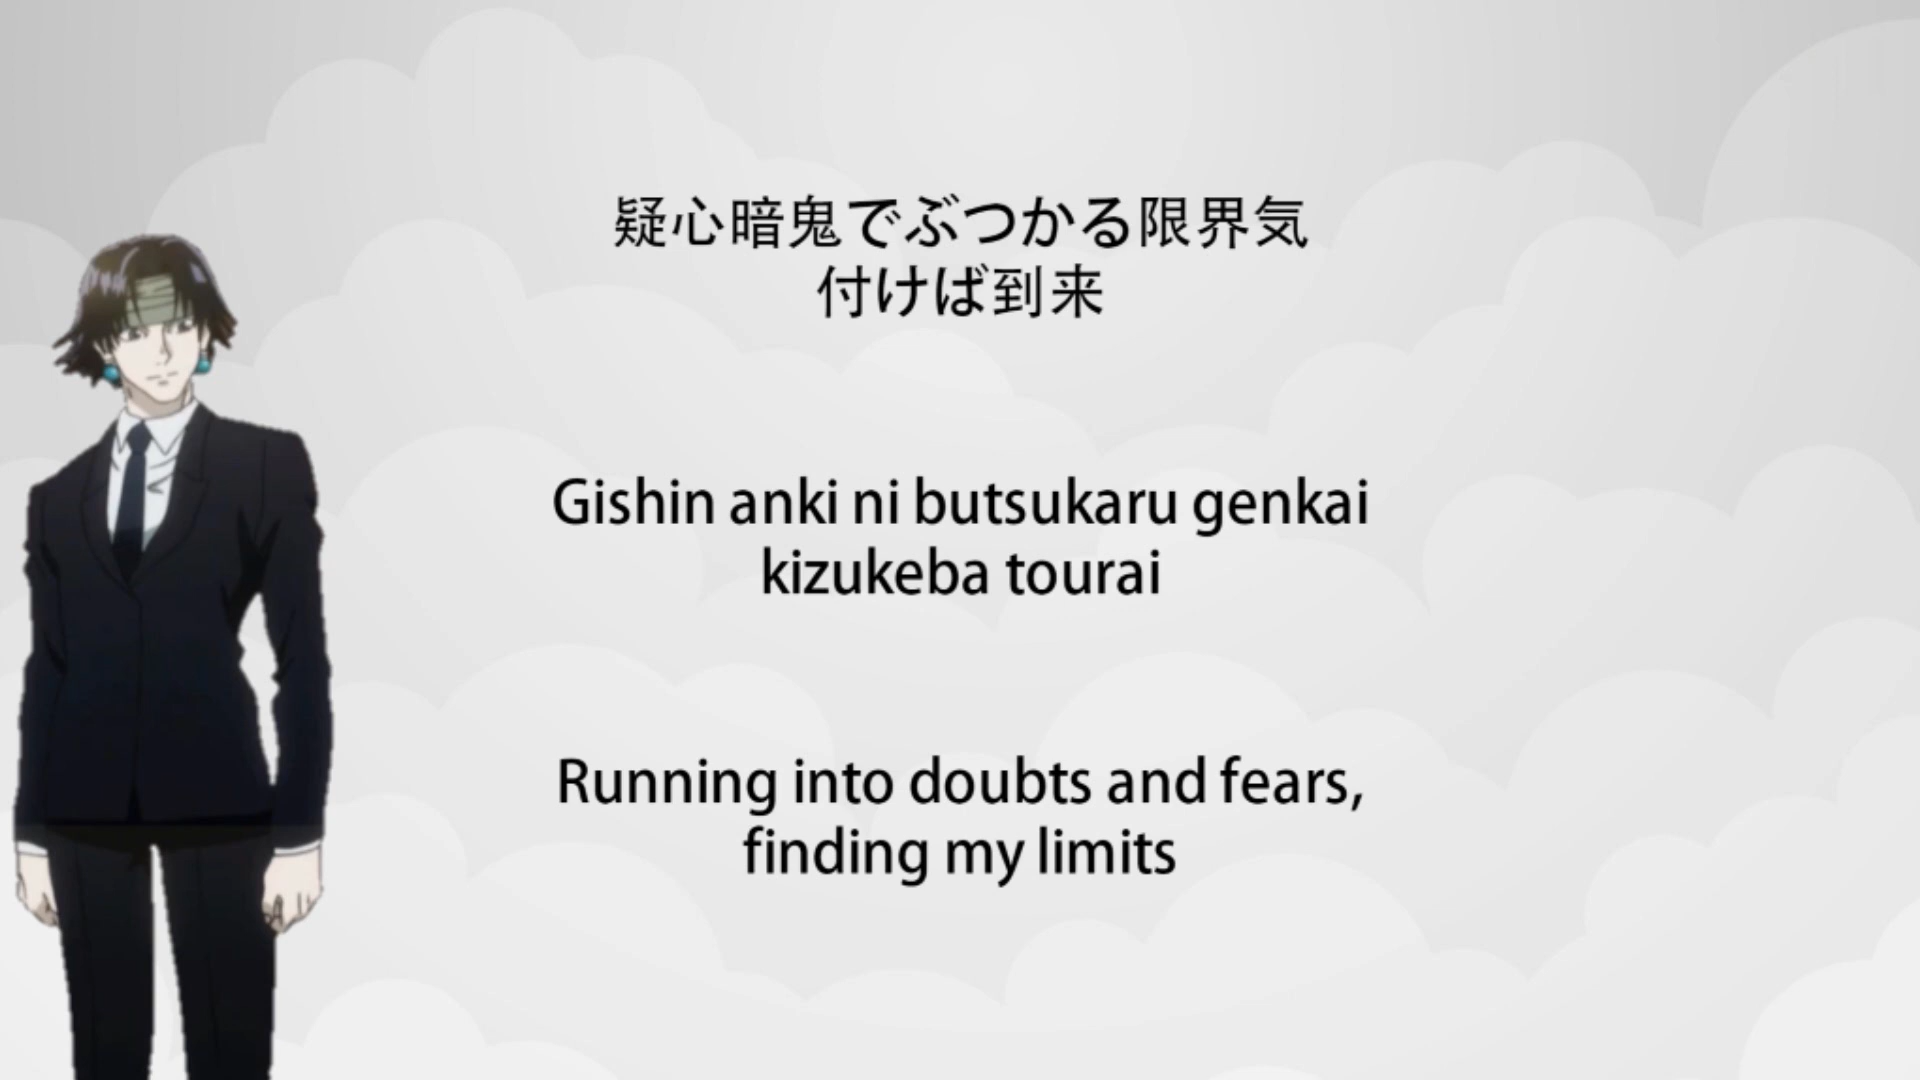 疑心暗鬼でぶつかる限界気
付けば到来
Gishin anki ni butsukaru genkai
kizukeba tourai
Running into doubts and fears,
finding my limits